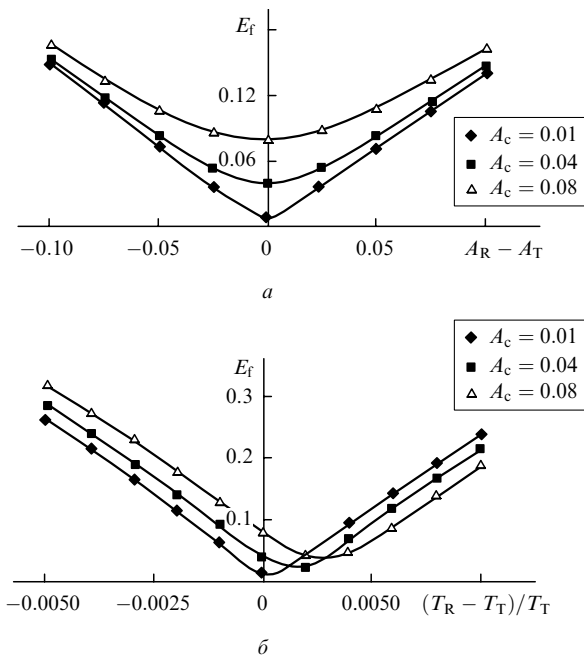 E_f
0.12
0.06
◆ A_c = 0.01
■ A_c = 0.04
△ A_c = 0.08
−0.10 −0.05 0 0.05 A_R − A_T
а
◆ A_c = 0.01
■ A_c = 0.04
△ A_c = 0.08
E_f
0.3
0.2
0.1
−0.0050 −0.0025 0 0.0050 (T_R − T_T)/T_T
б